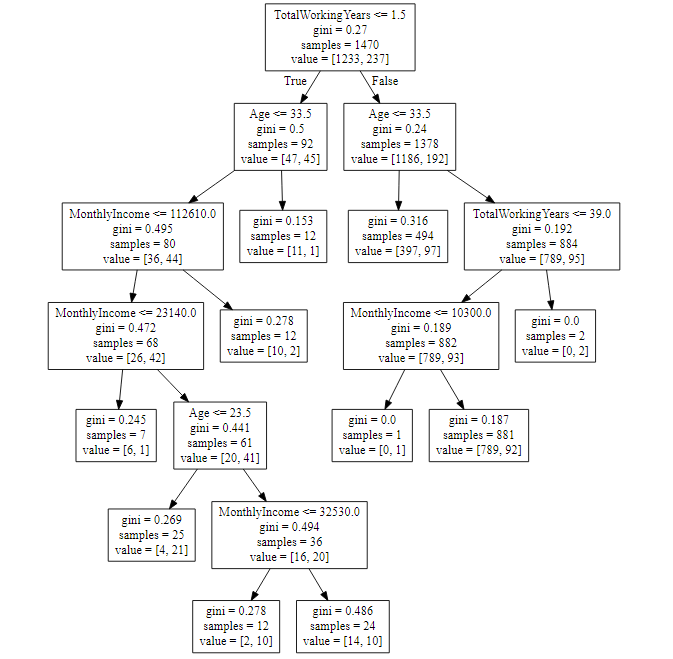 TotalWorkingYears <= 1.5
gini = 0.27
samples = 1470
value = [1233, 237]
True
False
Age <= 33.5
gini = 0.5
samples = 92
value = [47, 45]
Age <= 33.5
gini = 0.24
samples = 1378
value = [1186, 192]
MonthlyIncome <= 112610.0
gini = 0.495
samples = 80
value = [36, 44]
gini = 0.153
samples = 12
value = [11, 1]
gini = 0.316
samples = 494
value = [397, 97]
TotalWorkingYears <= 39.0
gini = 0.192
samples = 884
value = [789, 95]
MonthlyIncome <= 23140.0
gini = 0.472
samples = 68
value = [26, 42]
gini = 0.278
samples = 12
value = [10, 2]
MonthlyIncome <= 10300.0
gini = 0.189
samples = 882
value = [789, 93]
gini = 0.0
samples = 2
value = [0, 2]
gini = 0.245
samples = 7
value = [6, 1]
Age <= 23.5
gini = 0.441
samples = 61
value = [20, 41]
gini = 0.0
samples = 1
value = [0, 1]
gini = 0.187
samples = 881
value = [789, 92]
gini = 0.269
samples = 25
value = [4, 21]
MonthlyIncome <= 32530.0
gini = 0.494
samples = 36
value = [16, 20]
gini = 0.278
samples = 12
value = [2, 10]
gini = 0.486
samples = 24
value = [14, 10]